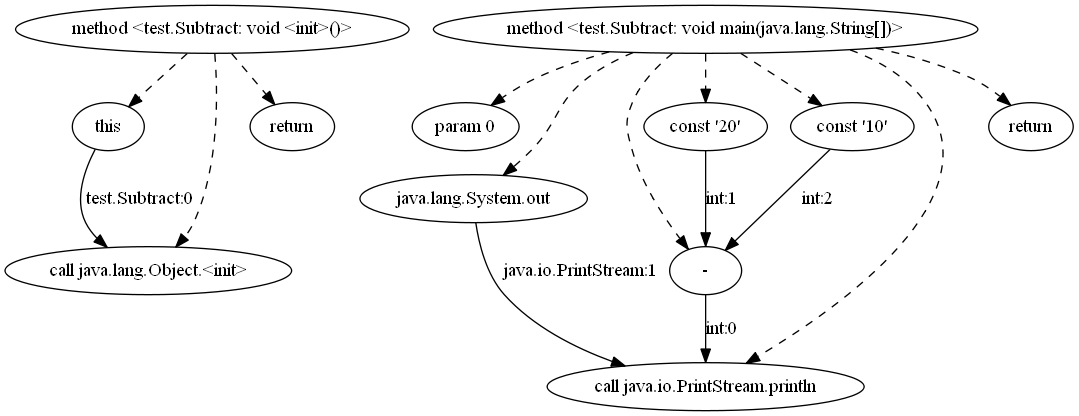 method <test.Subtract: void <init>()>
method <test.Subtract: void main(java.lang.String[])>
this
return
param 0
const '20'
const '10'
return
test.Subtract:0
java.lang.System.out
int:1
int:2
call java.lang.Object.<init>
java.io.PrintStream:1
-
int:0
call java.io.PrintStream.println